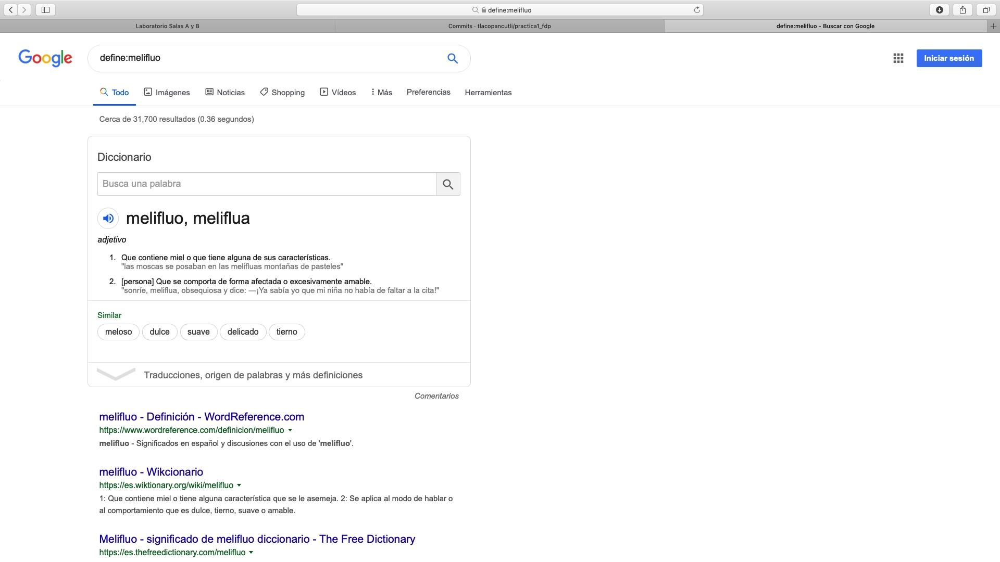 define:melifluo
Laboratorio Salas A y B
Commits · tlacopancutli/practica1_fdp
define:melifluo - Buscar con Google
Google
define:melifluo
Iniciar sesión
Todo
Imágenes
Noticias
Shopping
Vídeos
Más
Preferencias
Herramientas
Cerca de 31,700 resultados (0.36 segundos)
Diccionario
Busca una palabra
melifluo, meliflua
adjetivo
1. Que contiene miel o que tiene alguna de sus características.
"las moscas se posaban en las melifluas montañas de pasteles"
2. [persona] Que se comporta de forma afectada o excesivamente amable.
"sonríe, meliflua, obsequiosa y dice: —¡Ya sabía yo que mi niña no había de faltar a la cita!"
Similar
meloso
dulce
suave
delicado
tierno
Traducciones, origen de palabras y más definiciones
Comentarios
melifluo - Definición - WordReference.com
https://www.wordreference.com/definicion/melifluo
melifluo - Significados en español y discusiones con el uso de 'melifluo'.
melifluo - Wikcionario
https://es.wiktionary.org/wiki/melifluo
1: Que contiene miel o tiene alguna característica que se le asemeja. 2: Se aplica al modo de hablar o
al comportamiento que es dulce, tierno, suave o amable.
Melifluo - significado de melifluo diccionario - The Free Dictionary
https://es.thefreedictionary.com/melifluo